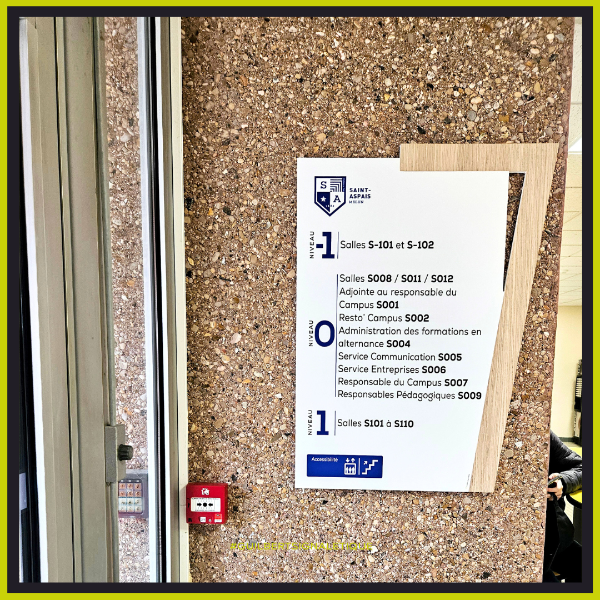 S
A
SAINT-
ASPAIS
MELUN
NIVEAU -1
Salles S-101 et S-102
NIVEAU 0
Salles S008 / S011 / S012
Adjointe au responsable du
Campus S001
Resto' Campus S002
Administration des formations en
alternance S004
Service Communication S005
Service Entreprises S006
Responsable du Campus S007
Responsables Pédagogiques S009
NIVEAU 1
Salles S101 à S110
Accessibilité